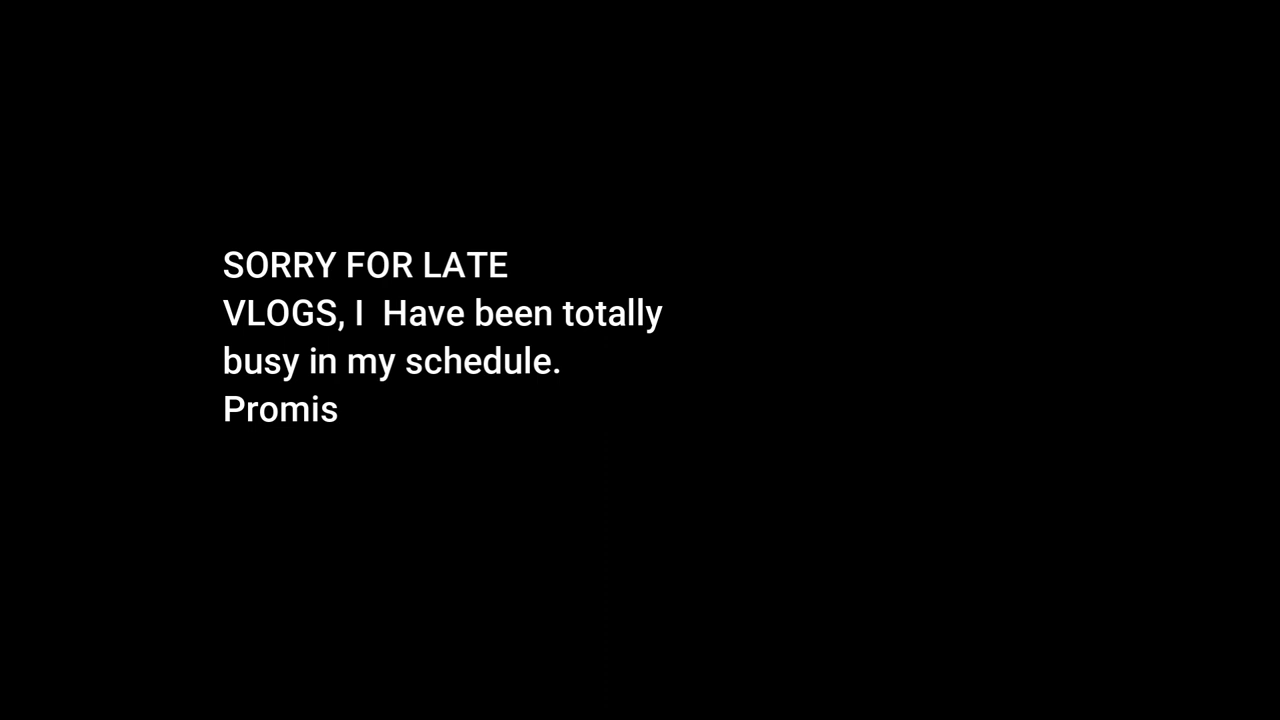 SORRY FOR LATE
VLOGS, I  Have been totally
busy in my schedule.
Promis